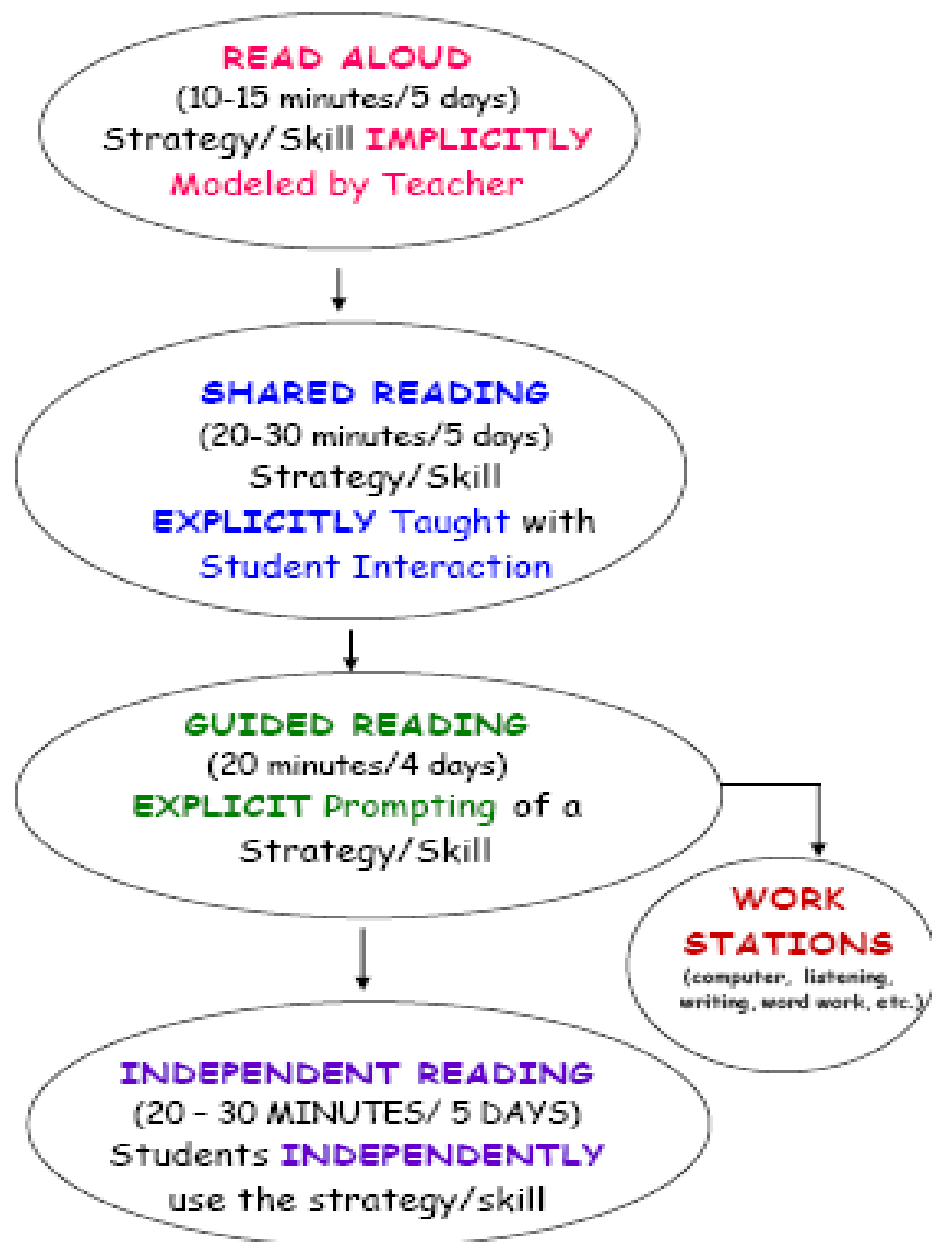 READ ALOUD
(10-15 minutes/5 days)
Strategy/Skill IMPLICITLY
Modeled by Teacher
SHARED READING
(20-30 minutes/5 days)
Strategy/Skill
EXPLICITLY Taught with
Student Interaction
GUIDED READING
(20 minutes/4 days)
EXPLICIT Prompting of a
Strategy/Skill
WORK
STATIONS
(computer, listening,
writing, word work, etc.)
INDEPENDENT READING
(20 – 30 MINUTES/ 5 DAYS)
Students INDEPENDENTLY
use the strategy/skill